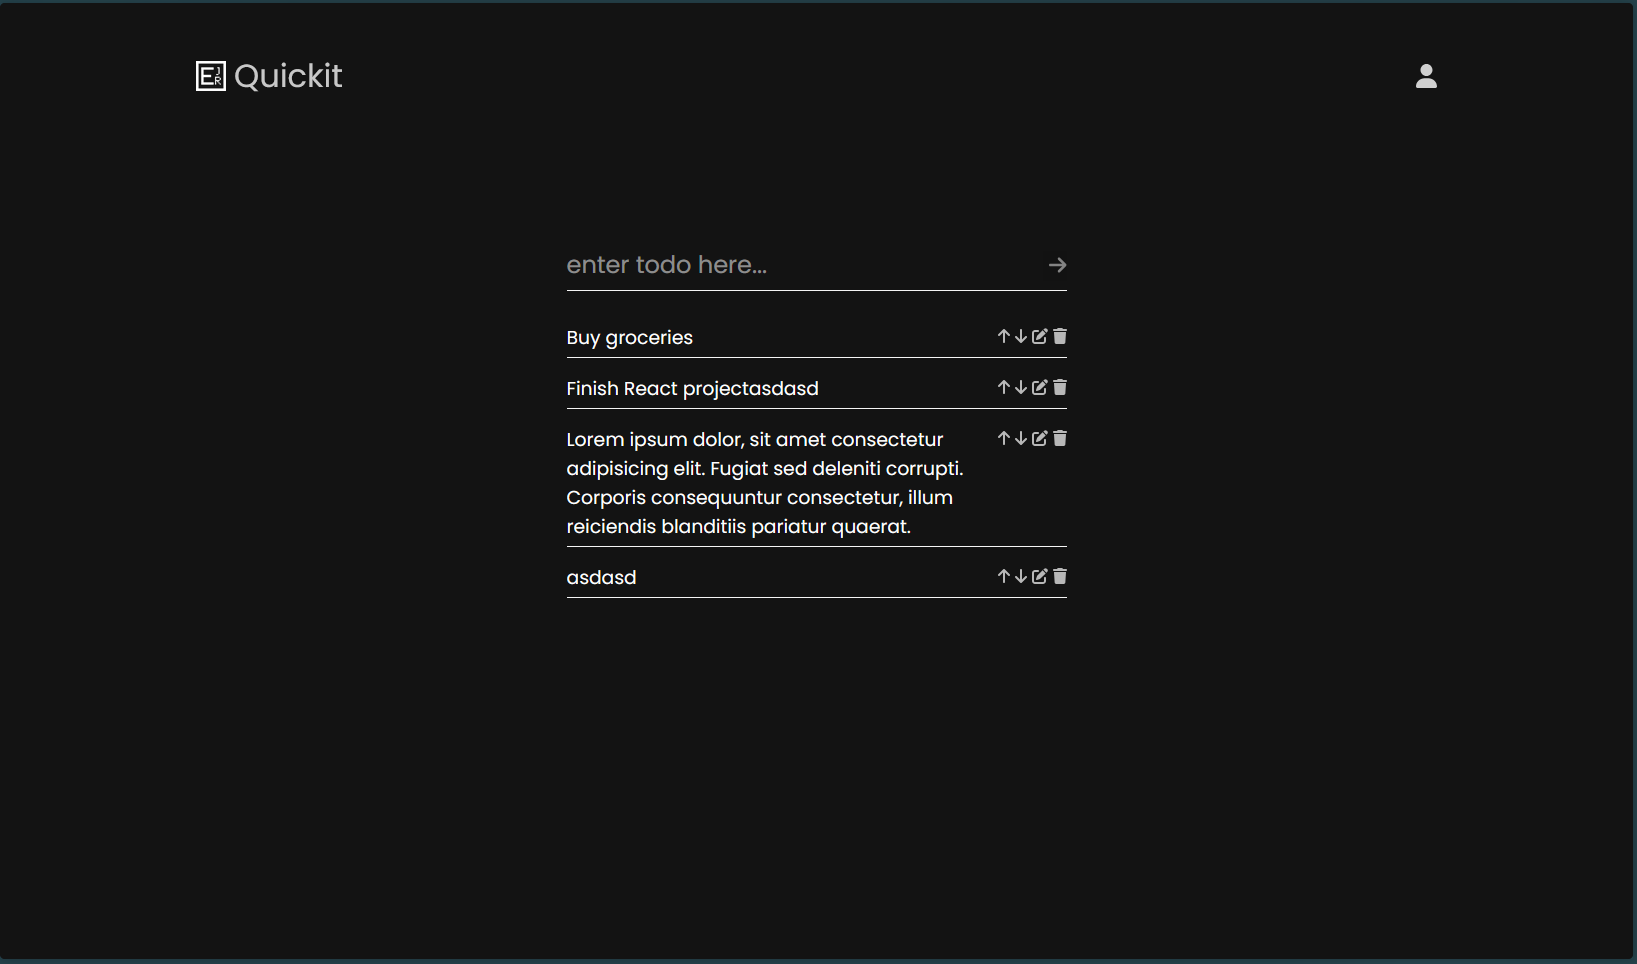 EJR Quickit
enter todo here...
Buy groceries
Finish React projectasdasd
Lorem ipsum dolor, sit amet consectetur
adipisicing elit. Fugiat sed deleniti corrupti.
Corporis consequuntur consectetur, illum
reiciendis blanditiis pariatur quaerat.
asdasd